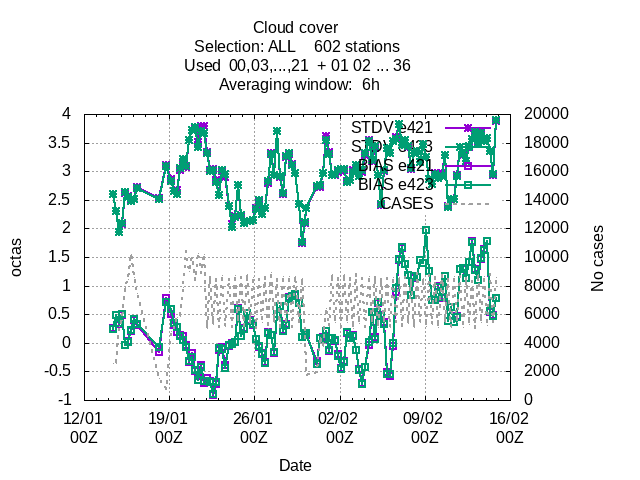 Cloud cover
Selection: ALL    602 stations
Used  00,03,...,21  + 01 02 ... 36
Averaging window:  6h
4
3.5
3
2.5
2
1.5
1
0.5
0
-0.5
-1
octas
20000
18000
16000
14000
12000
10000
8000
6000
4000
2000
0
No cases
STDV e421
STDV e423
BIAS e421
BIAS e423
CASES
12/01 19/01 26/01 02/02 09/02 16/02
00Z 00Z 00Z 00Z 00Z 00Z
Date